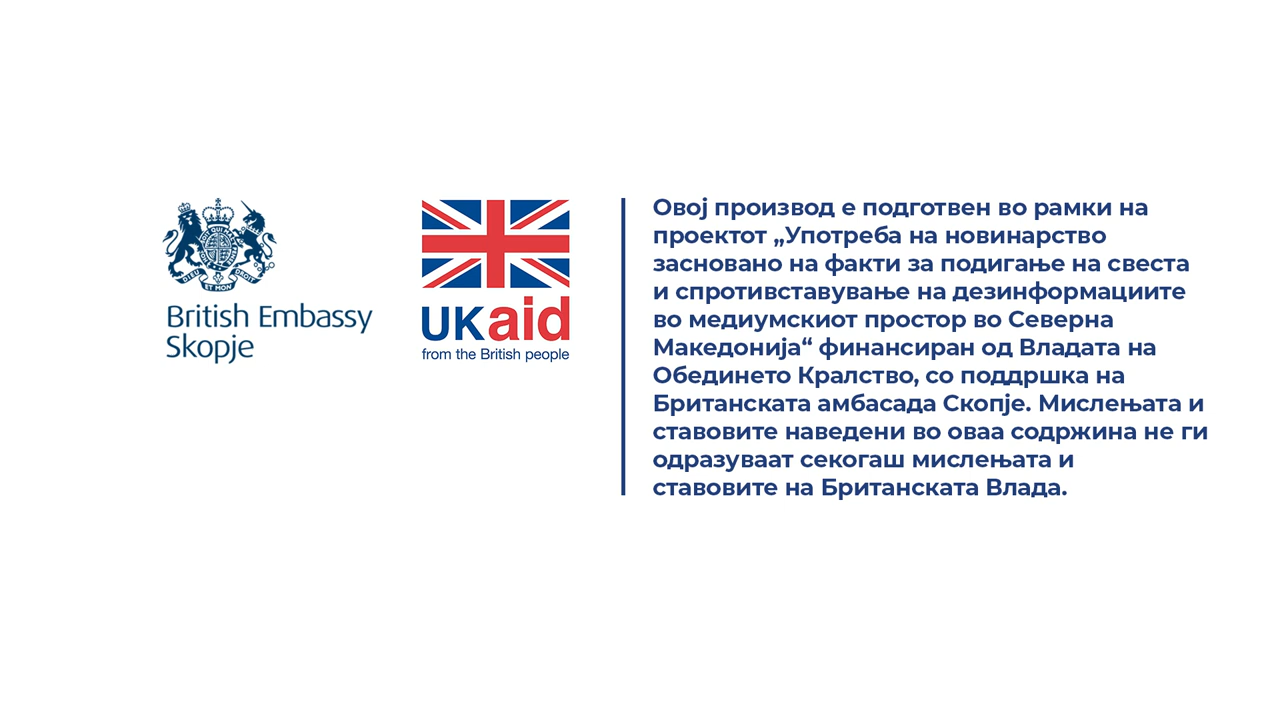 British Embassy
Skopje
UKaid
from the British people
Овој производ е подготвен во рамки на
проектот „Употреба на новинарство
засновано на факти за подигање на свеста
и спротивставување на дезинформациите
во медиумскиот простор во Северна
Македонија“ финансиран од Владата на
Обединето Кралство, со поддршка на
Британската амбасада Скопје. Мислењата и
ставовите наведени во оваа содржина не ги
одразуваат секогаш мислењата и
ставовите на Британската Влада.